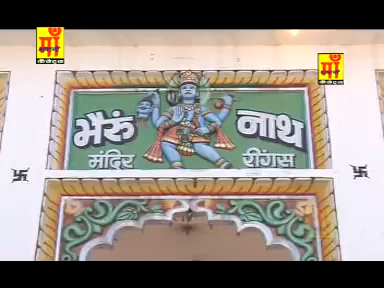 माँ
कैसेट्स
माँ
कैसेट्स
भैरुं नाथ
मंदिर रींगस